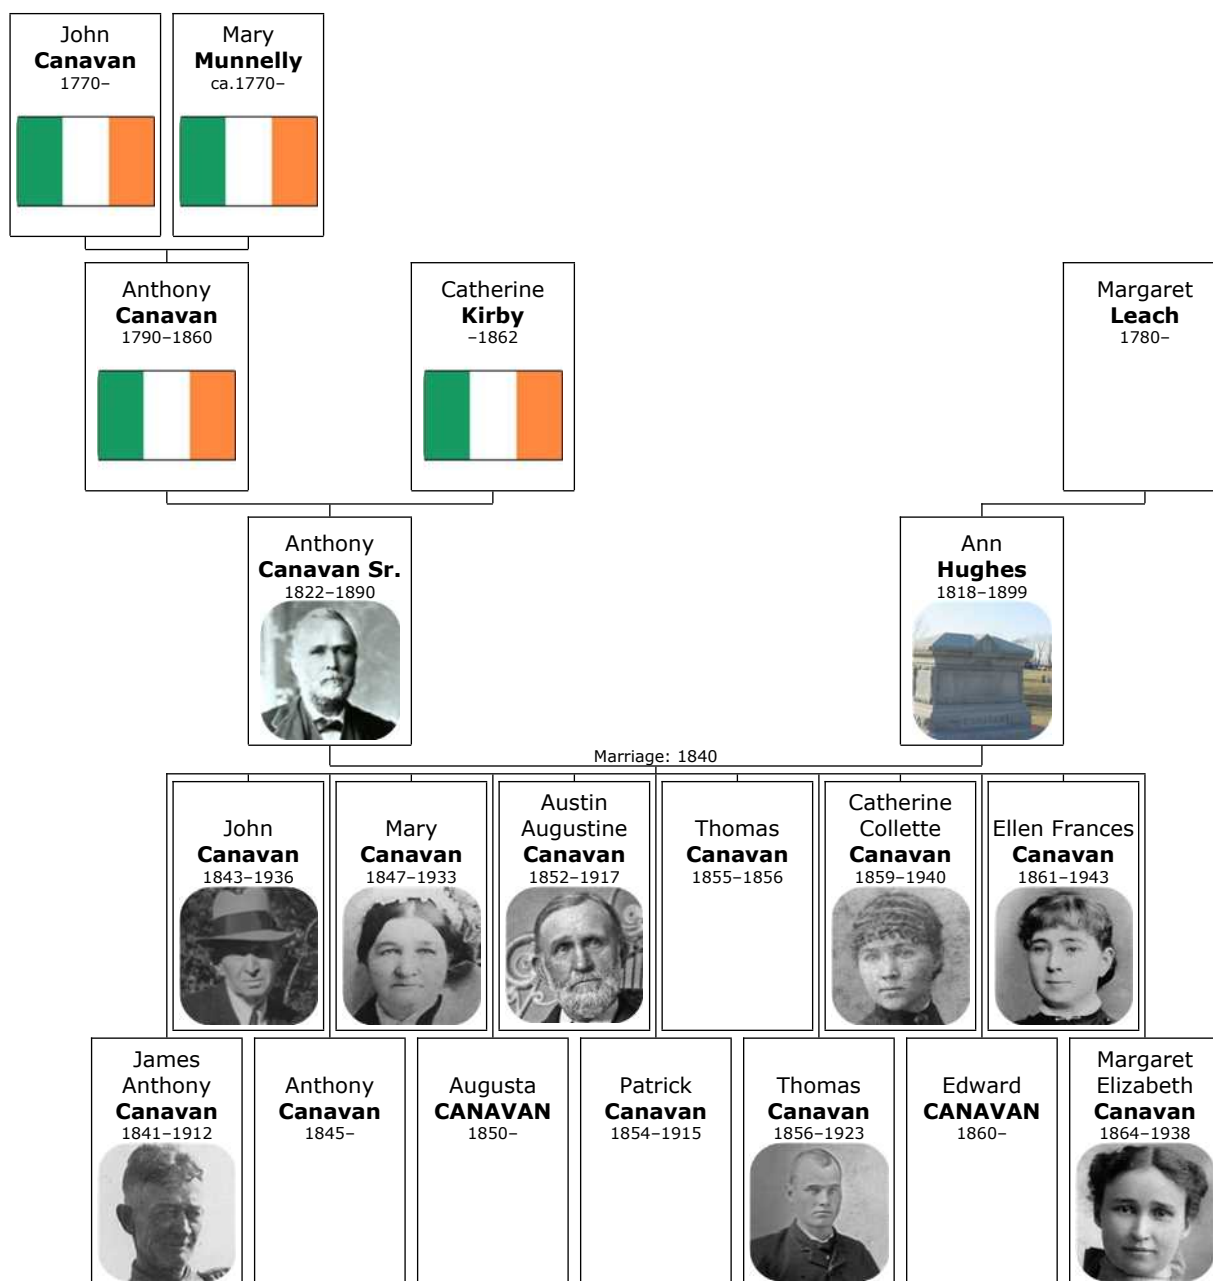 John
Canavan
1770–
Mary
Munnelly
ca.1770–
Anthony
Canavan
1790–1860
Catherine
Kirby
–1862
Margaret
Leach
1780–
Anthony
Canavan Sr.
1822–1890
Ann
Hughes
1818–1899
Marriage: 1840
John
Canavan
1843–1936
Mary
Canavan
1847–1933
Austin
Augustine
Canavan
1852–1917
Thomas
Canavan
1855–1856
Catherine
Collette
Canavan
1859–1940
Ellen Frances
Canavan
1861–1943
James
Anthony
Canavan
1841–1912
Anthony
Canavan
1845–
Augusta
CANAVAN
1850–
Patrick
Canavan
1854–1915
Thomas
Canavan
1856–1923
Edward
CANAVAN
1860–
Margaret
Elizabeth
Canavan
1864–1938